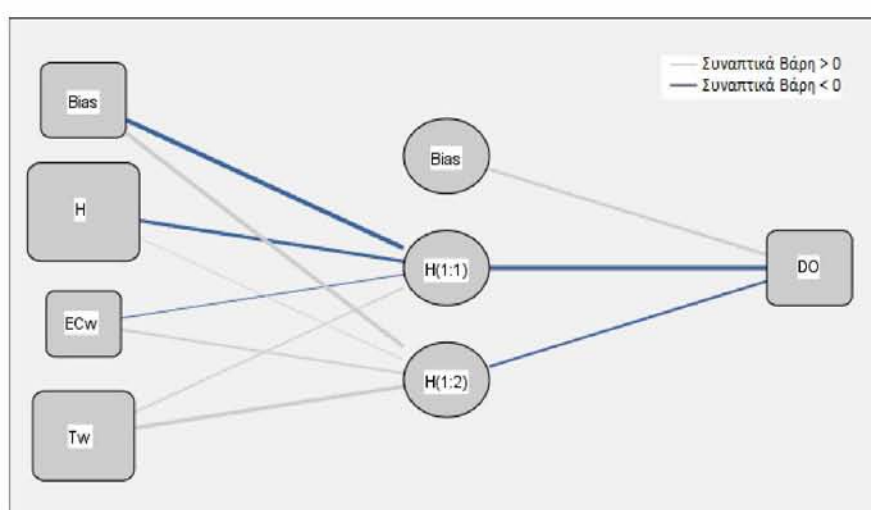 Συναπτικά Βάρη > 0
Συναπτικά Βάρη < 0
Bias
H
ECw
Tw
Bias
H(1:1)
H(1:2)
DO